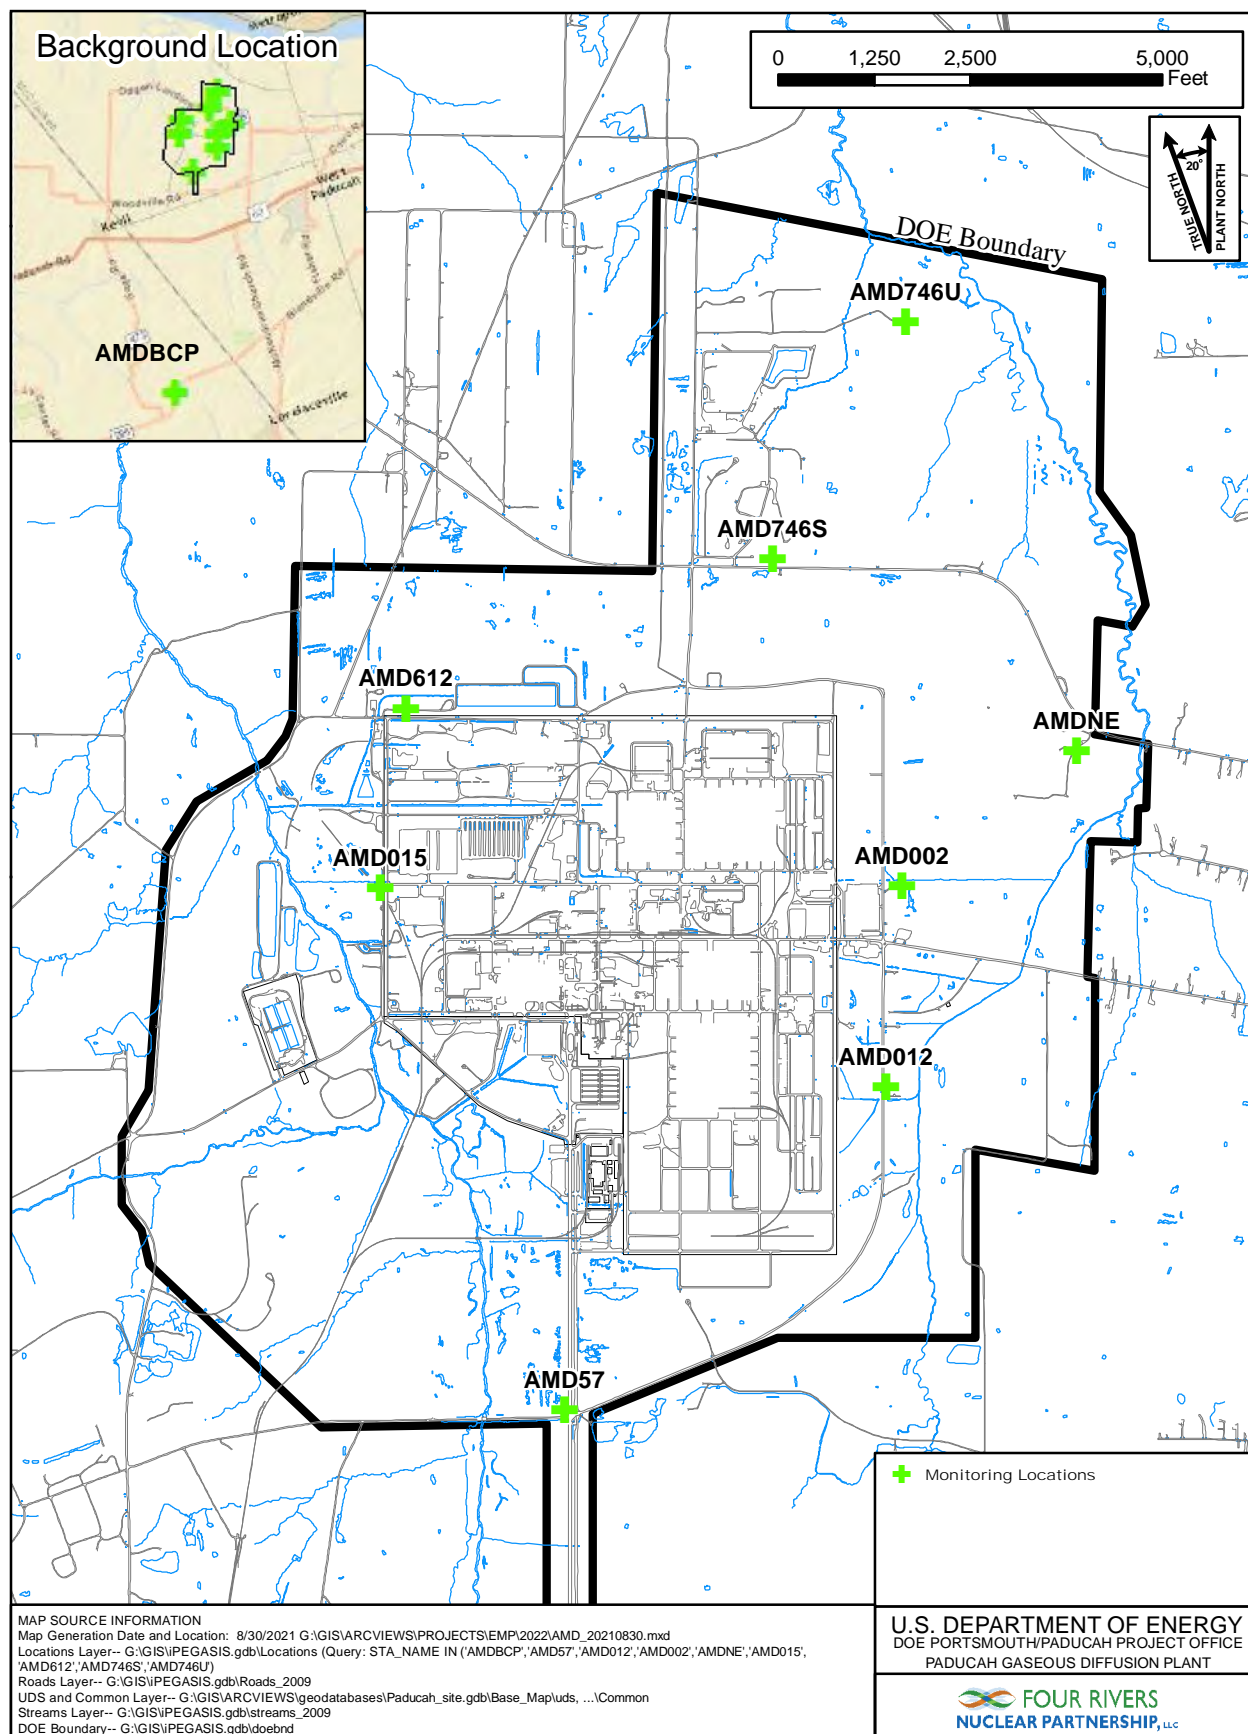 Background Location
West
Paducah
Woodville Rd
Kevil
AMDBCP
0 1,250 2,500 5,000
Feet
20°
TRUE NORTH
PLANT NORTH
DOE Boundary
AMD746U
AMD746S
AMD612
AMDNE
AMD015
AMD002
AMD012
AMD57
Monitoring Locations
MAP SOURCE INFORMATION
Map Generation Date and Location: 8/30/2021 G:\GIS\ARCVIEWS\PROJECTS\EMP\2022\AMD_20210830.mxd
Locations Layer-- G:\GIS\iPEGASIS.gdb\Locations (Query: STA_NAME IN ('AMDBCP','AMD57','AMD012','AMD002','AMDNE','AMD015',
'AMD612','AMD746S','AMD746U')
Roads Layer-- G:\GIS\iPEGASIS.gdb\Roads_2009
UDS and Common Layer-- G:\GIS\ARCVIEWS\geodatabases\Paducah_site.gdb\Base_Map\uds, ...\Common
Streams Layer-- G:\GIS\iPEGASIS.gdb\streams_2009
DOE Boundary-- G:\GIS\iPEGASIS.gdb\doebnd
U.S. DEPARTMENT OF ENERGY
DOE PORTSMOUTH/PADUCAH PROJECT OFFICE
PADUCAH GASEOUS DIFFUSION PLANT
FOUR RIVERS
NUCLEAR PARTNERSHIP, LLC